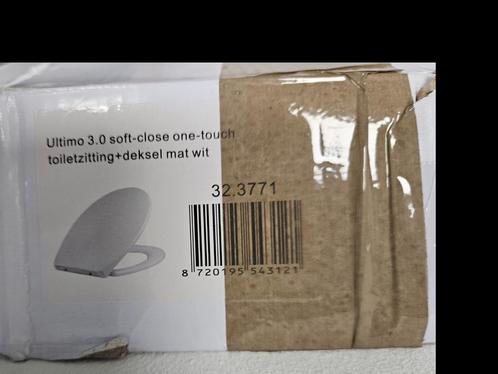 Ultimo 3.0 soft-close one-touch
toiletzitting+deksel mat wit
32.3771
8 720195 543121